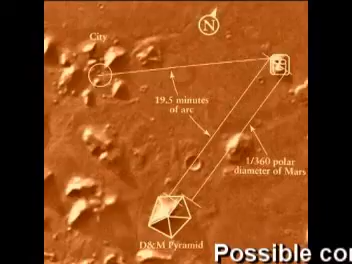 N
City
19.5 minutes
of arc
1/360 polar
diameter of Mars
D&M Pyramid
Possible co